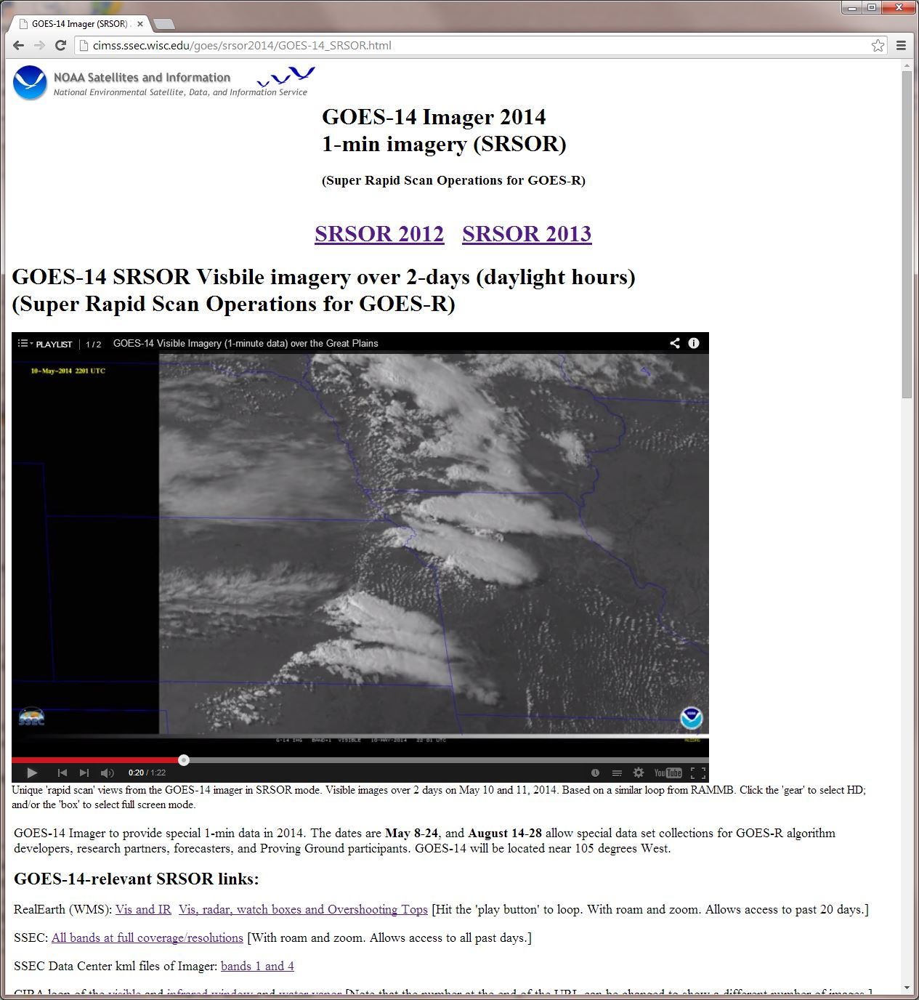 GOES-14 Imager (SRSOR)
cimss.ssec.wisc.edu/goes/srsor2014/GOES-14_SRSOR.html
NOAA Satellites and Information
National Environmental Satellite, Data, and Information Service
GOES-14 Imager 2014
1-min imagery (SRSOR)
(Super Rapid Scan Operations for GOES-R)
SRSOR 2012 SRSOR 2013
GOES-14 SRSOR Visbile imagery over 2-days (daylight hours)
(Super Rapid Scan Operations for GOES-R)
PLAYLIST 1 / 2 GOES-14 Visible Imagery (1-minute data) over the Great Plains
10-May-2014 2201 UTC
SSEC
G-14 IMG BAND=1 VISIBLE 10-MAY-2014 22:01 UTC McIDAS
0:20 / 1:22 YouTube
Unique 'rapid scan' views from the GOES-14 imager in SRSOR mode. Visible images over 2 days on May 10 and 11, 2014. Based on a similar loop from RAMMB. Click the 'gear' to select HD;
and/or the 'box' to select full screen mode.
GOES-14 Imager to provide special 1-min data in 2014. The dates are May 8-24, and August 14-28 allow special data set collections for GOES-R algorithm
developers, research partners, forecasters, and Proving Ground participants. GOES-14 will be located near 105 degrees West.
GOES-14-relevant SRSOR links:
RealEarth (WMS): Vis and IR Vis, radar, watch boxes and Overshooting Tops [Hit the 'play button' to loop. With roam and zoom. Allows access to past 20 days.]
SSEC: All bands at full coverage/resolutions [With roam and zoom. Allows access to all past days.]
SSEC Data Center kml files of Imager: bands 1 and 4
CIRA loop of the visible and infrared window and water vapor [Note that the number at the end of the URL can be changed to show a different number of images.]